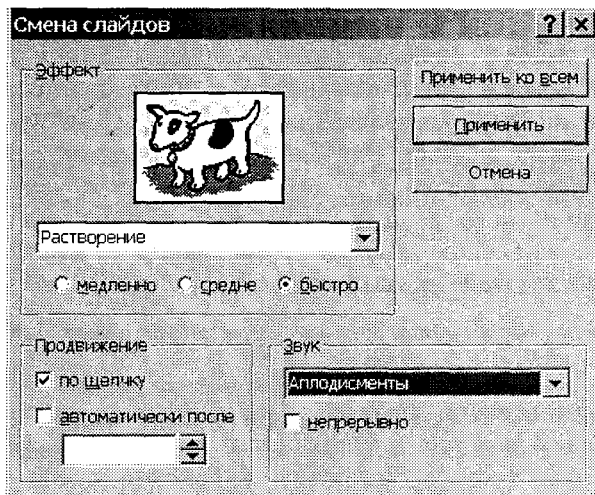 Смена слайдов
Эффект
Применить ко всем
Применить
Отмена
Растворение
медленно средне быстро
Продвижение
по щелчку
автоматически после
Звук
Аплодисменты
непрерывно